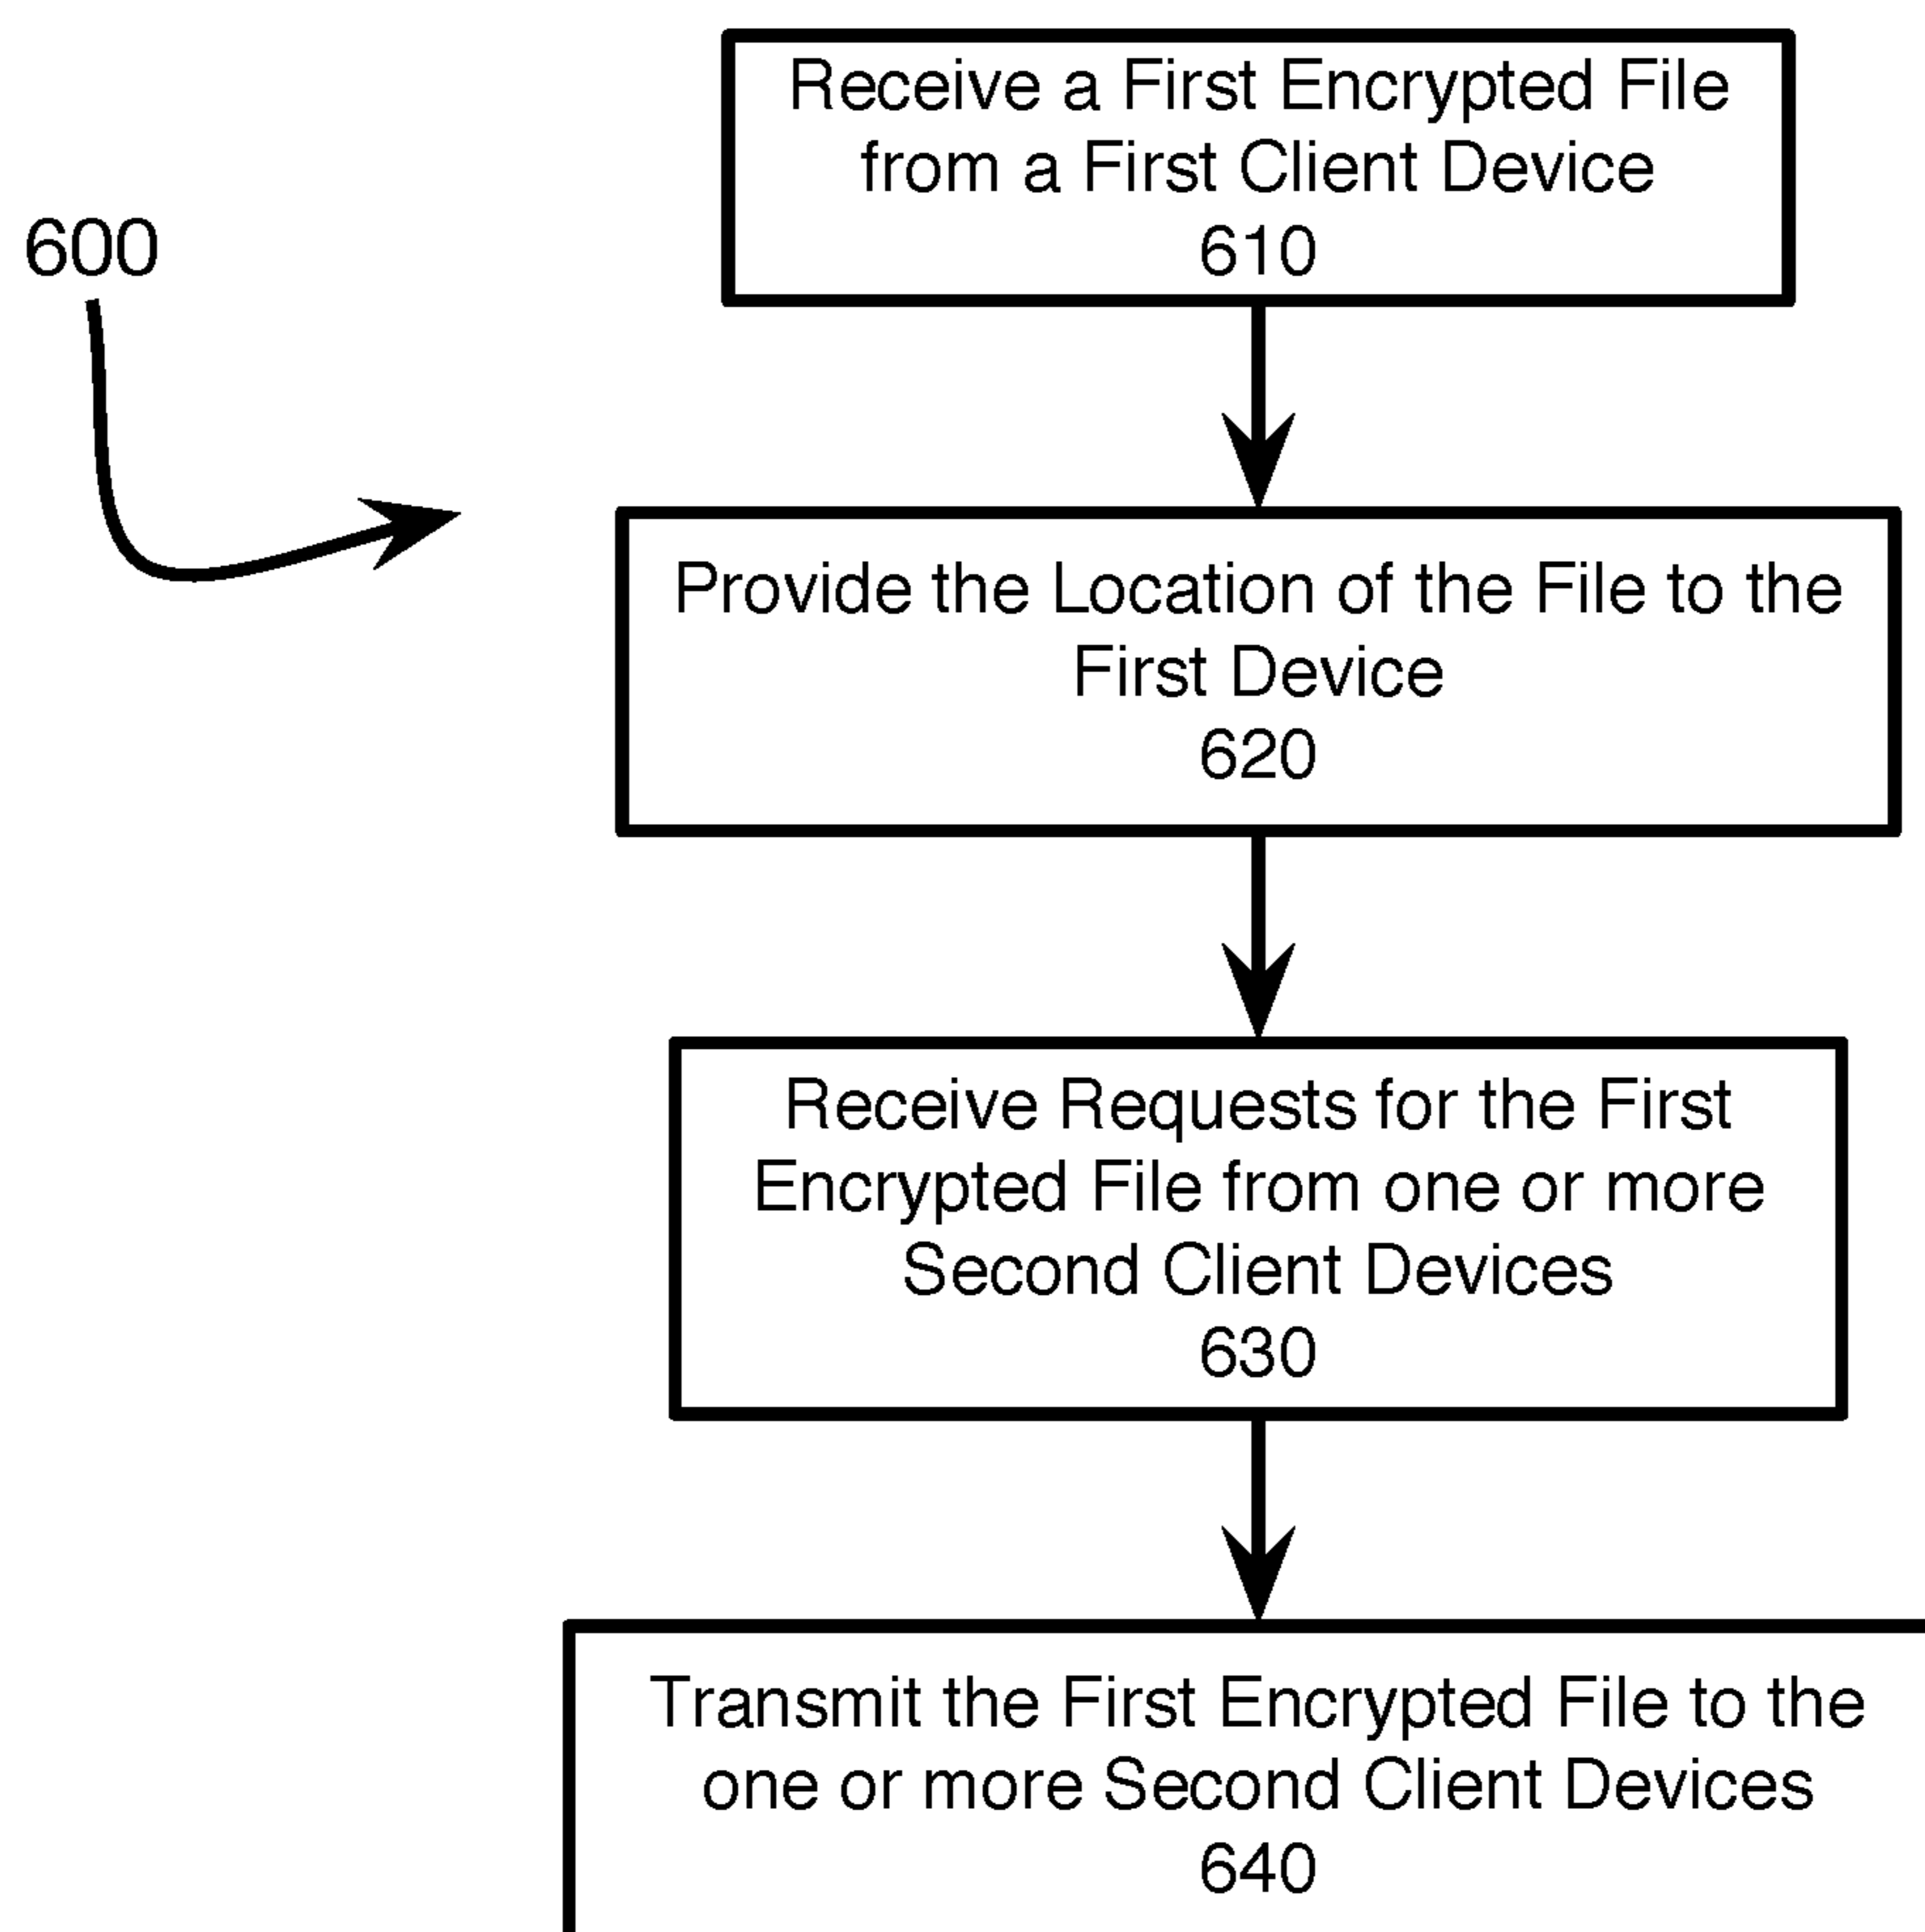 Receive a First Encrypted File
from a First Client Device
610
600
Provide the Location of the File to the
First Device
620
Receive Requests for the First
Encrypted File from one or more
Second Client Devices
630
Transmit the First Encrypted File to the
one or more Second Client Devices
640